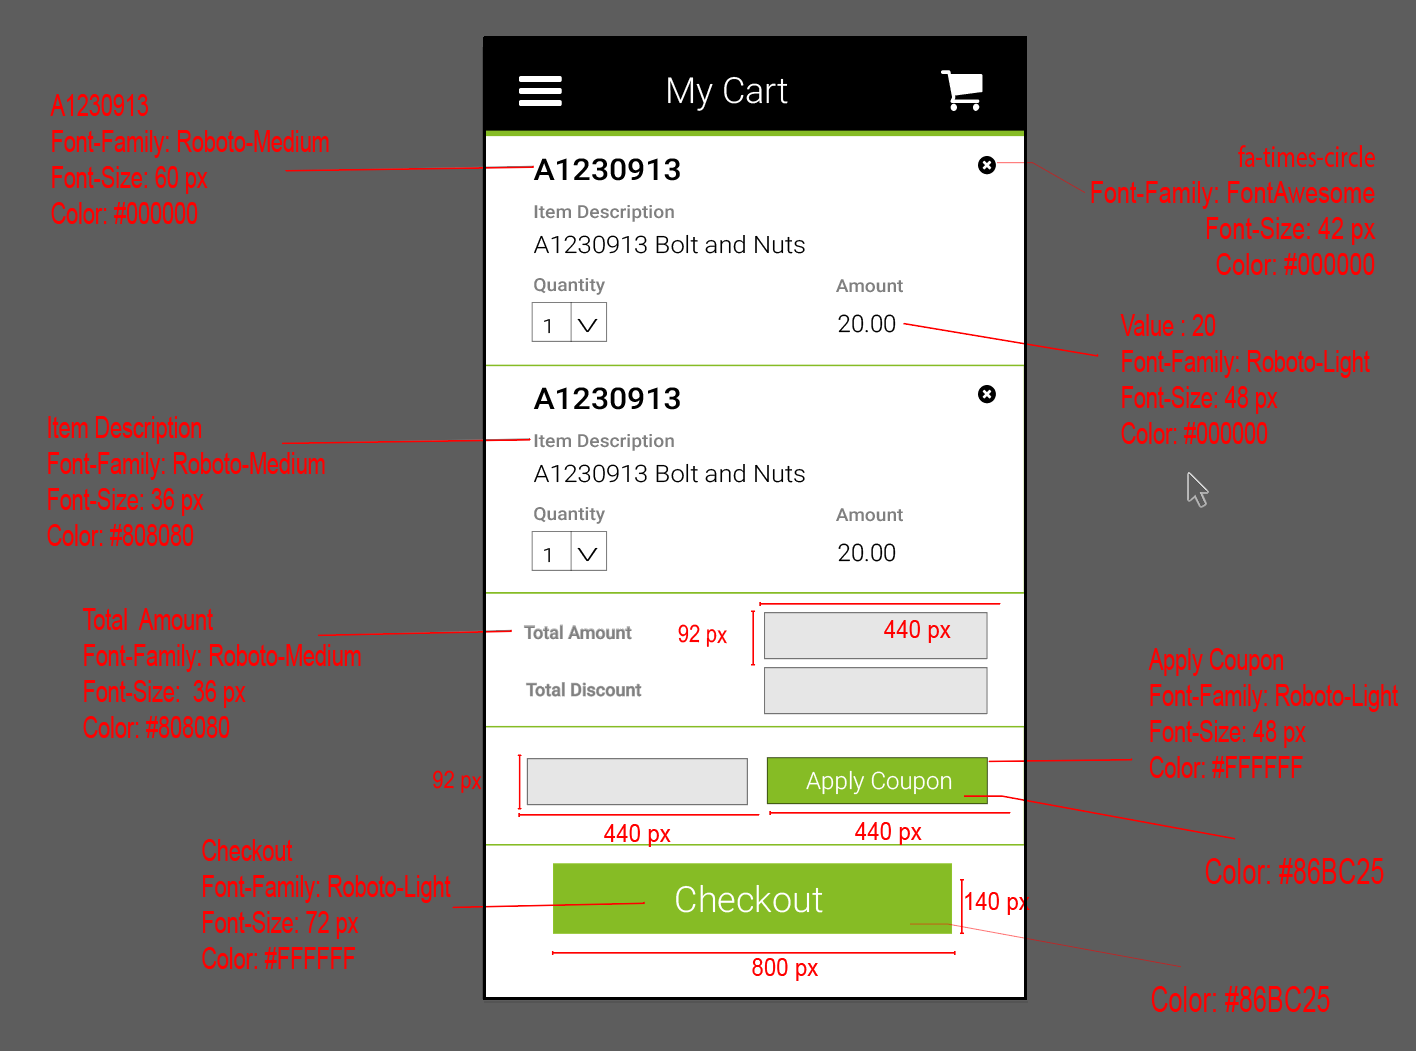 My Cart
A1230913
Font-Family: Roboto-Medium
Font-Size: 60 px
Color: #000000
A1230913
Item Description
A1230913 Bolt and Nuts
Quantity
Amount
1
20.00
fa-times-circle
Font-Family: FontAwesome
Font-Size: 42 px
Color: #000000
Value : 20
Font-Family: Roboto-Light
Font-Size: 48 px
Color: #000000
Item Description
Font-Family: Roboto-Medium
Font-Size: 36 px
Color: #808080
A1230913
Item Description
A1230913 Bolt and Nuts
Quantity
Amount
1
20.00
Total Amount
Font-Family: Roboto-Medium
Font-Size: 36 px
Color: #808080
Total Amount
92 px
440 px
Total Discount
Apply Coupon
Font-Family: Roboto-Light
Font-Size: 48 px
Color: #FFFFFF
92 px
Apply Coupon
440 px
440 px
Color: #86BC25
Checkout
Font-Family: Roboto-Light
Font-Size: 72 px
Color: #FFFFFF
Checkout
140 px
800 px
Color: #86BC25